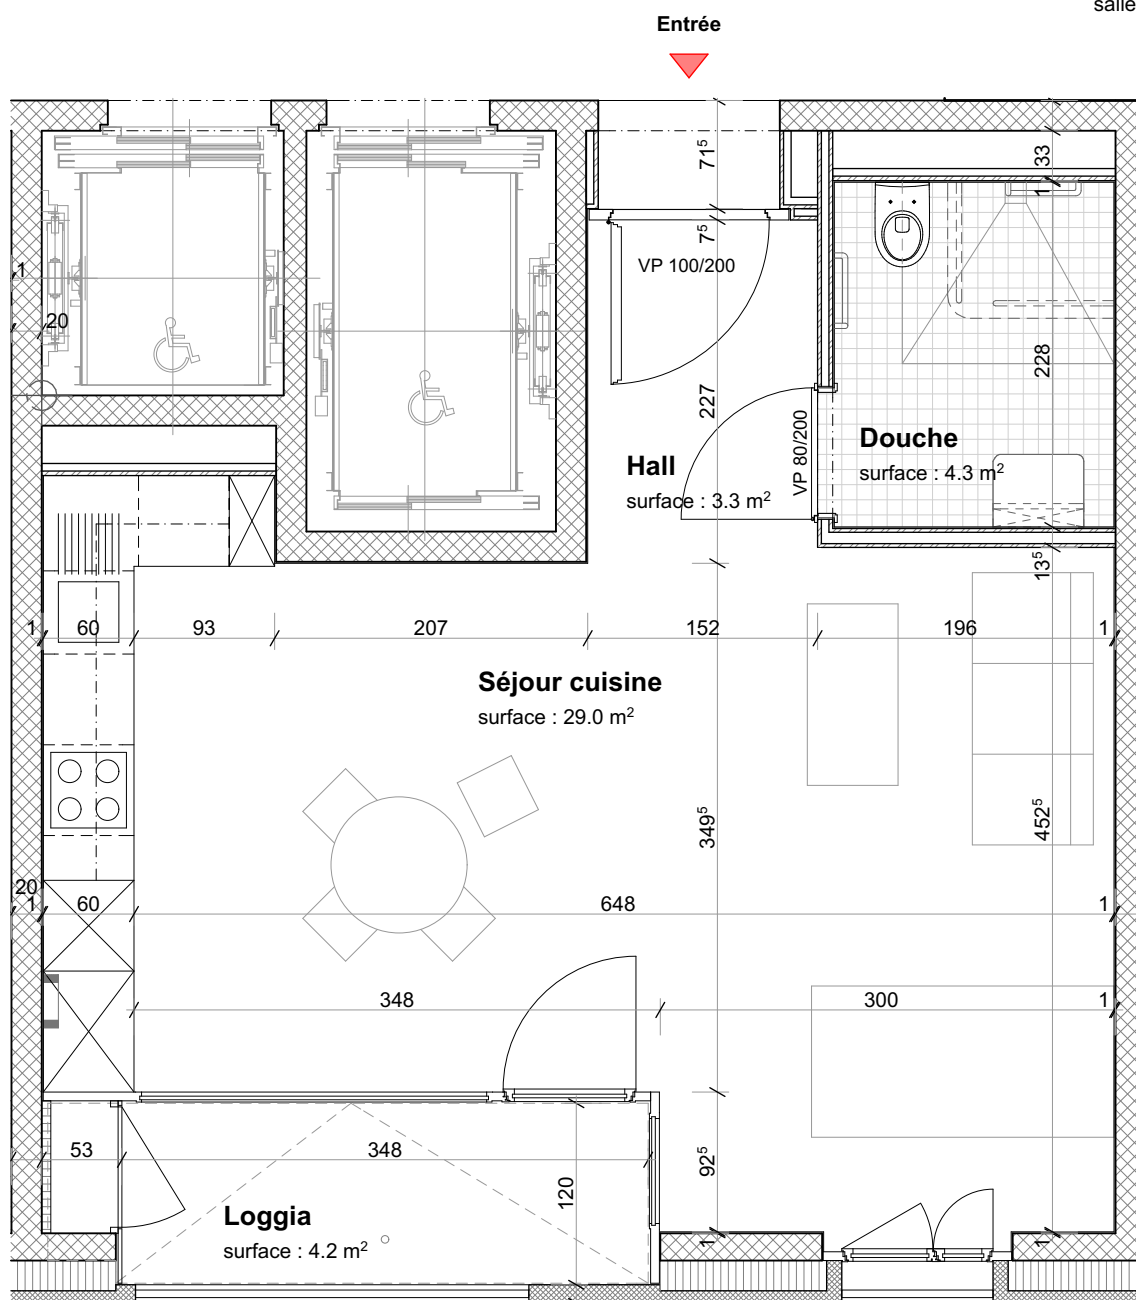 salle
Entrée
71⁵
33
1
7⁵
VP 100/200
1
20
228
227
VP 80/200
Douche
surface : 4.3 m²
Hall
surface : 3.3 m²
13⁵
1
60
93
207
152
196
1
Séjour cuisine
surface : 29.0 m²
349⁵
452⁵
20
1
60
648
1
348
300
1
53
348
120
92⁵
Loggia
surface : 4.2 m²
1
1